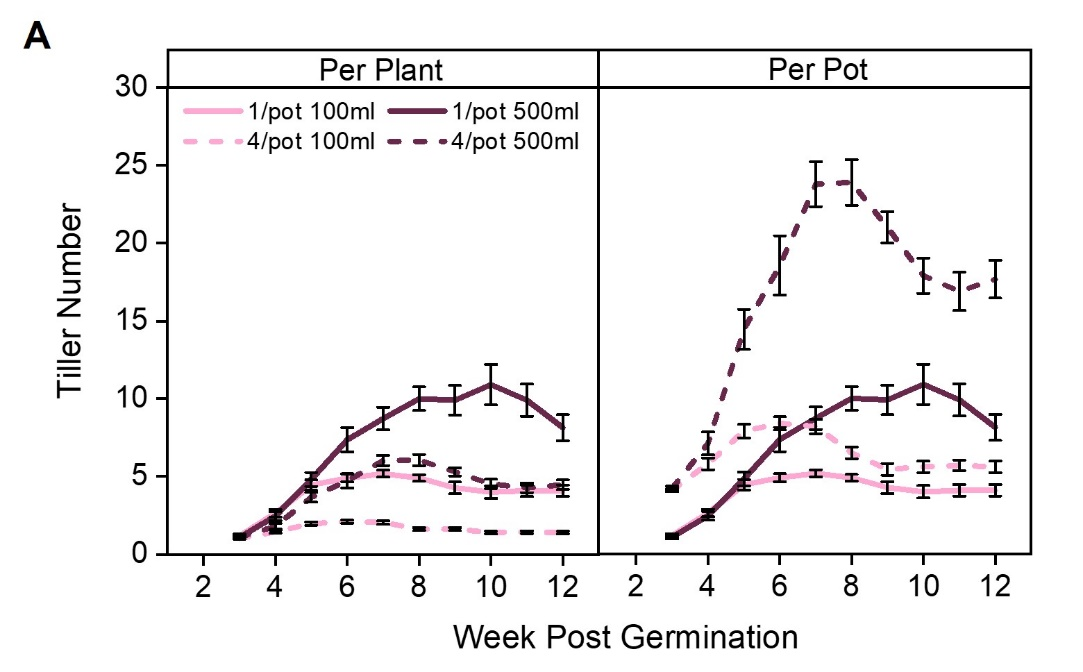 A
Per Plant Per Pot
1/pot 100ml 1/pot 500ml
4/pot 100ml 4/pot 500ml
30
25
20
15
10
5
0
Tiller Number
2 4 6 8 10 12 2 4 6 8 10 12
Week Post Germination